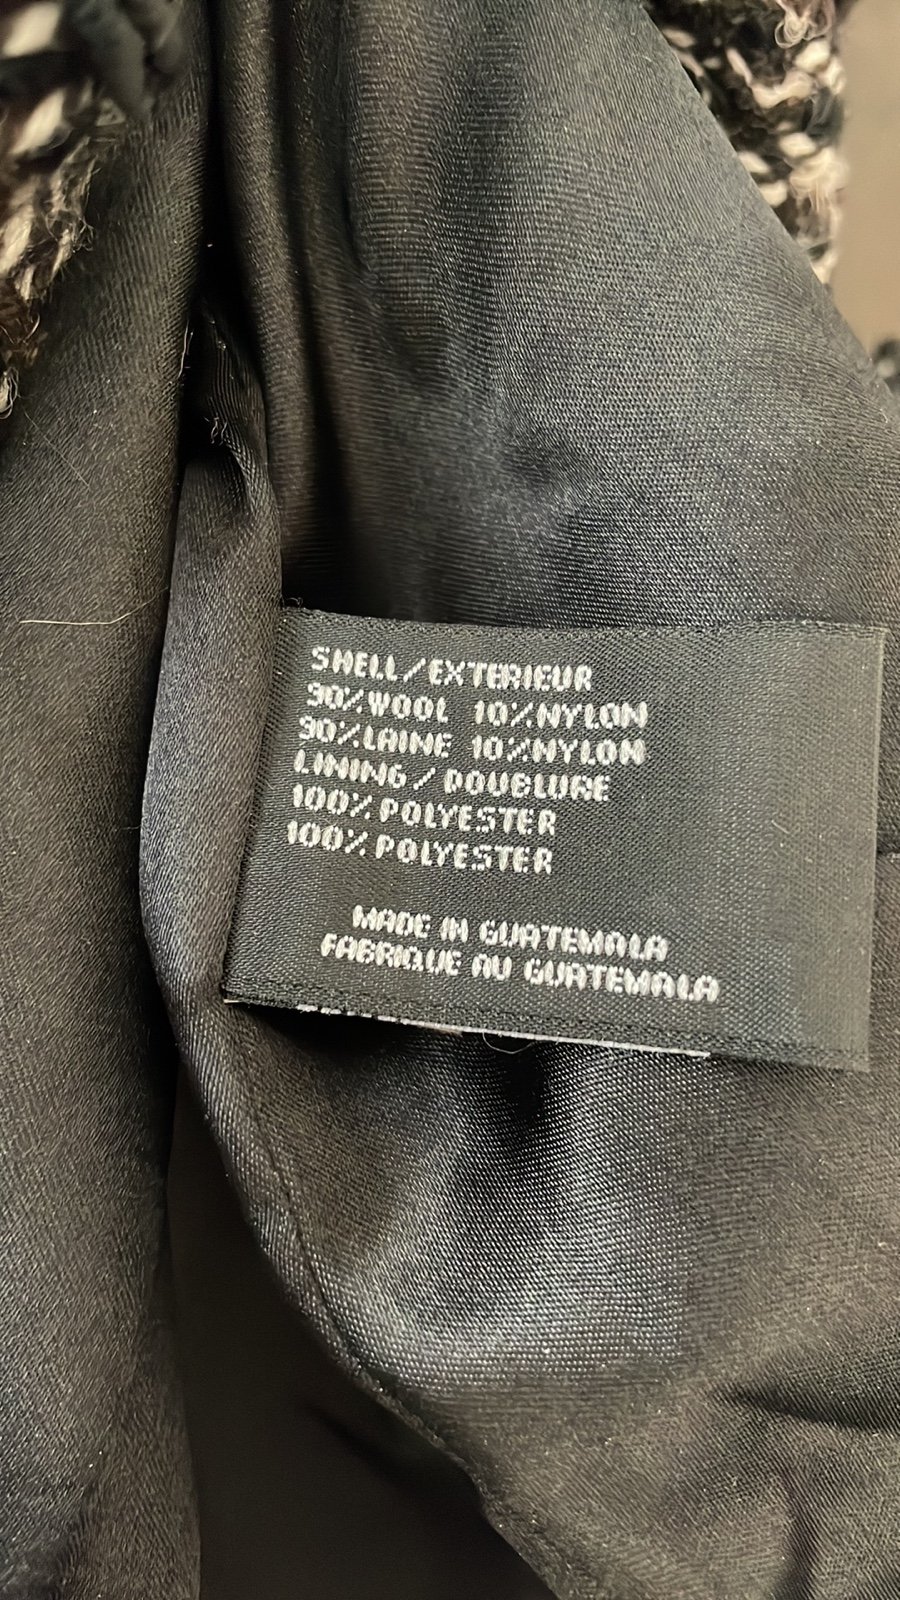 SHELL/EXTERIEUR
90%WOOL 10%NYLON
90%LAINE 10%NYLON
LINING/DOUBLURE
100%POLYESTER
100%POLYESTER
MADE IN GUATEMALA
FABRIQUE AU GUATEMALA